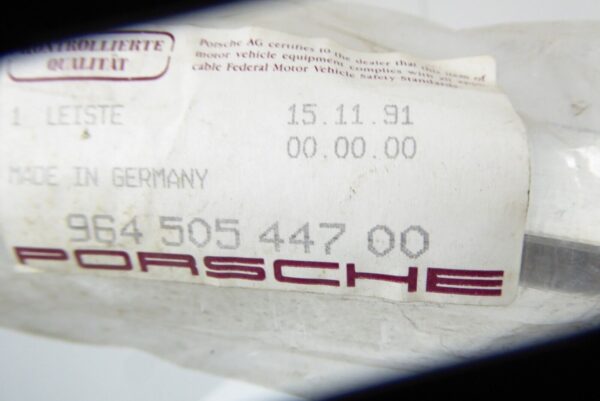 KONTROLLIERTE
QUALITÄT
Porsche AG certifies to the dealer that this item of
motor vehicle equipment complies with all
cable Federal Motor Vehicle Safety Standards
1 LEISTE
15.11.91
00.00.00
MADE IN GERMANY
964 505 447 00
PORSCHE